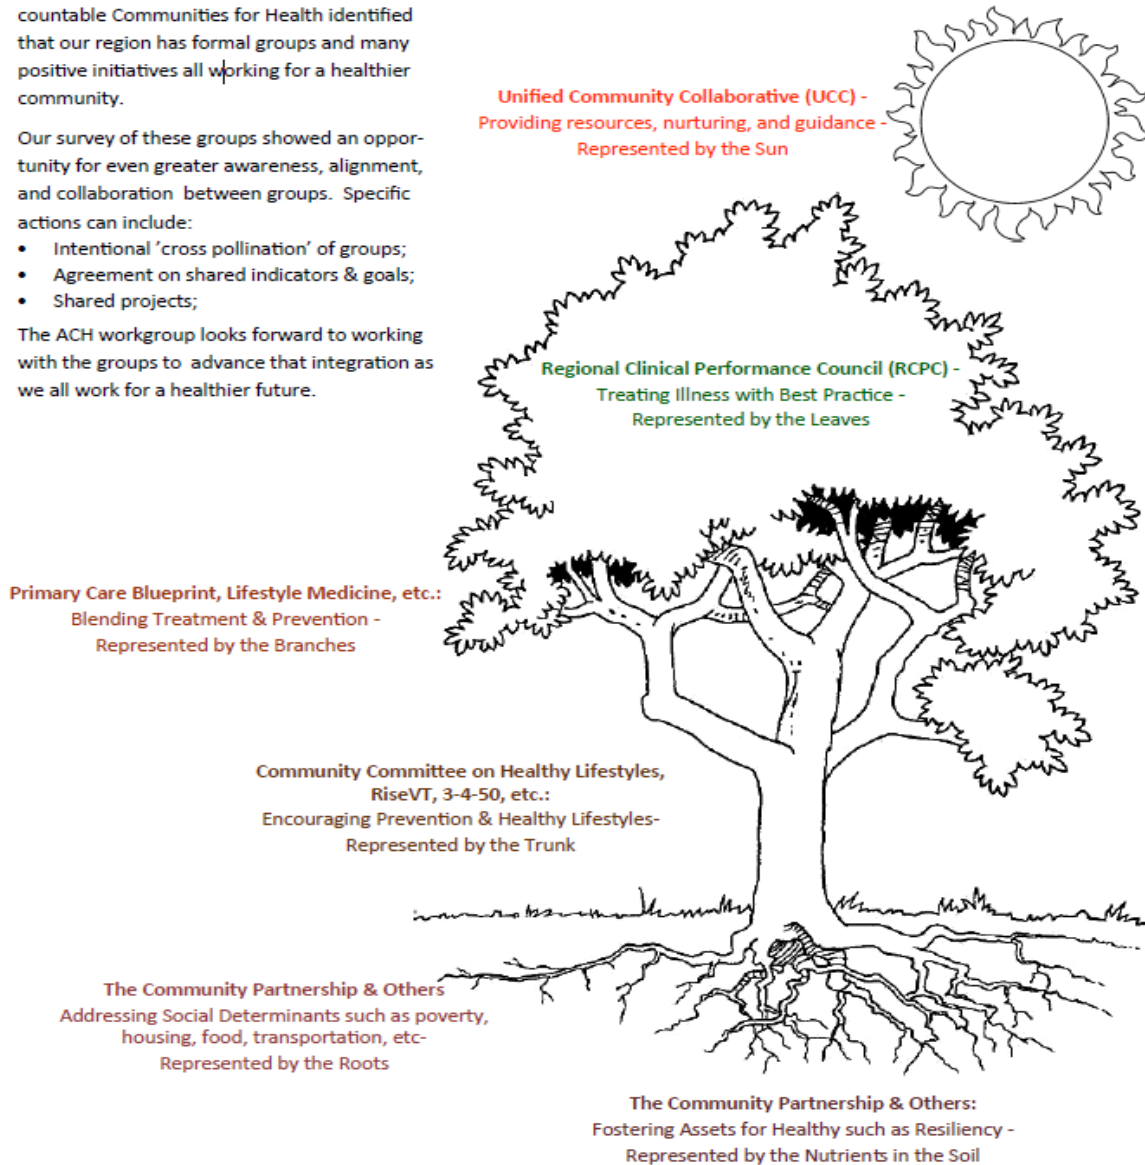 countable Communities for Health identified
that our region has formal groups and many
positive initiatives all working for a healthier
community.
Our survey of these groups showed an oppor-
tunity for even greater awareness, alignment,
and collaboration between groups. Specific
actions can include:
• Intentional 'cross pollination' of groups;
• Agreement on shared indicators & goals;
• Shared projects;
The ACH workgroup looks forward to working
with the groups to advance that integration as
we all work for a healthier future.
Unified Community Collaborative (UCC) -
Providing resources, nurturing, and guidance -
Represented by the Sun
Regional Clinical Performance Council (RCPC) -
Treating Illness with Best Practice -
Represented by the Leaves
Primary Care Blueprint, Lifestyle Medicine, etc.:
Blending Treatment & Prevention -
Represented by the Branches
Community Committee on Healthy Lifestyles,
RiseVT, 3-4-50, etc.:
Encouraging Prevention & Healthy Lifestyles-
Represented by the Trunk
The Community Partnership & Others
Addressing Social Determinants such as poverty,
housing, food, transportation, etc-
Represented by the Roots
The Community Partnership & Others:
Fostering Assets for Healthy such as Resiliency -
Represented by the Nutrients in the Soil